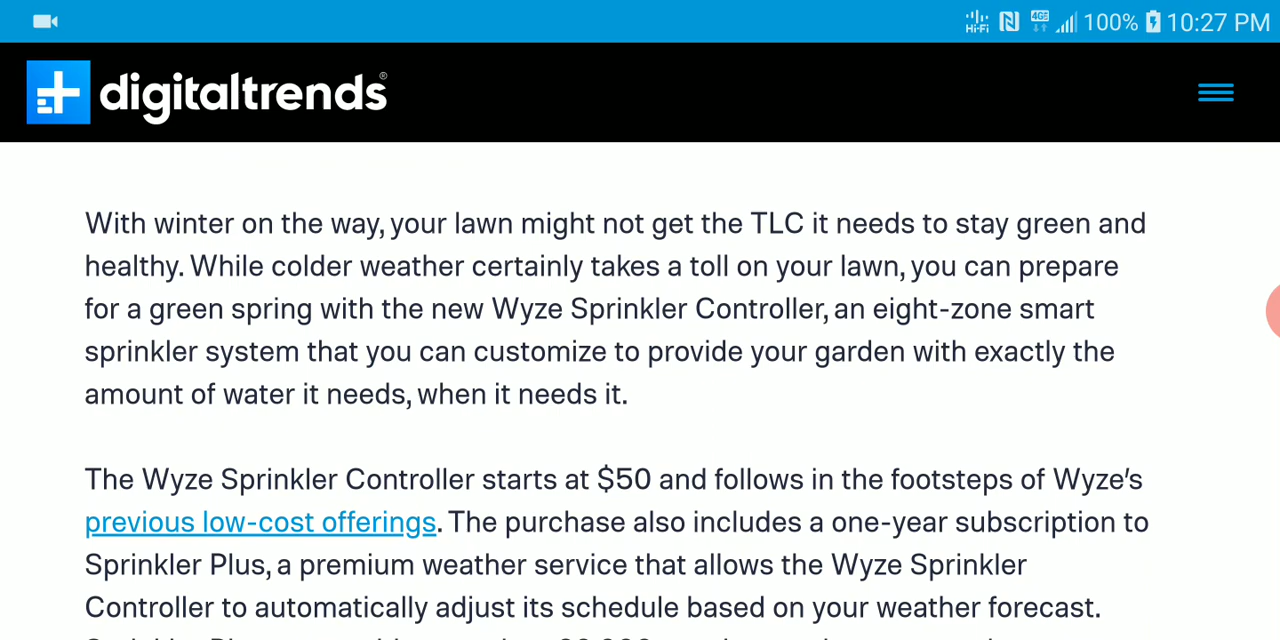 Hi-Fi 4GE 100% 10:27 PM
digitaltrends®
With winter on the way, your lawn might not get the TLC it needs to stay green and
healthy. While colder weather certainly takes a toll on your lawn, you can prepare
for a green spring with the new Wyze Sprinkler Controller, an eight-zone smart
sprinkler system that you can customize to provide your garden with exactly the
amount of water it needs, when it needs it.
The Wyze Sprinkler Controller starts at $50 and follows in the footsteps of Wyze’s
previous low-cost offerings. The purchase also includes a one-year subscription to
Sprinkler Plus, a premium weather service that allows the Wyze Sprinkler
Controller to automatically adjust its schedule based on your weather forecast.